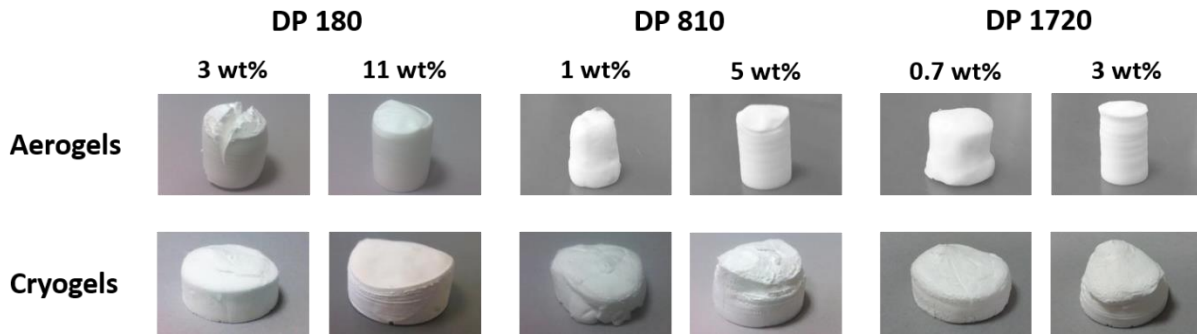 DP 180 DP 810 DP 1720
3 wt% 11 wt% 1 wt% 5 wt% 0.7 wt% 3 wt%
Aerogels
Cryogels